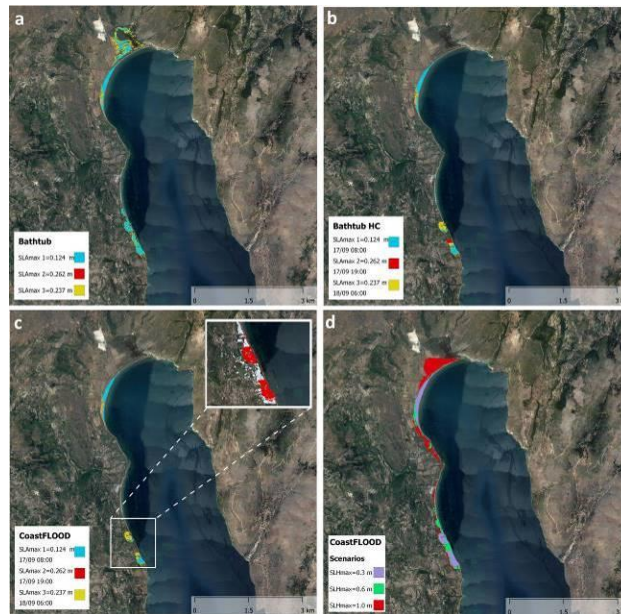 a
Bathtub
SLAmax 1=0.124 m
SLAmax 2=0.262 m
SLAmax 3=0.237 m
0 1.5 3 km
b
Bathtub HC
SLAmax 1=0.124 m
17/09 08:00
SLAmax 2=0.262 m
17/09 19:00
SLAmax 3=0.237 m
18/09 06:00
0 1.5 3
c
CoastFLOOD
SLAmax 1=0.124 m
17/09 08:00
SLAmax 2=0.262 m
17/09 19:00
SLAmax 3=0.237 m
18/09 06:00
0 1.5 3 km
d
CoastFLOOD
Scenarios
SLHmax=0.3 m
SLHmax=0.6 m
SLHmax=1.0 m
0 1.5 3